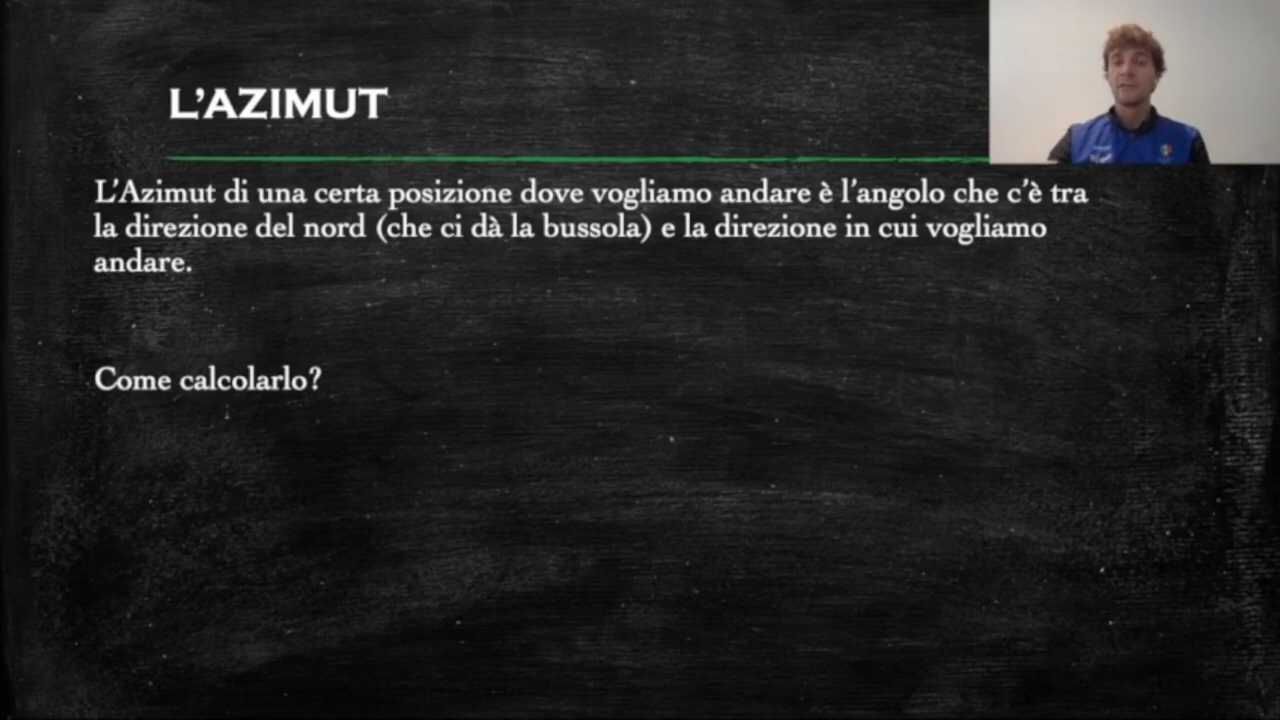 L'AZIMUT
L'Azimut di una certa posizione dove vogliamo andare è l'angolo che c'è tra
la direzione del nord (che ci dà la bussola) e la direzione in cui vogliamo
andare.
Come calcolarlo?